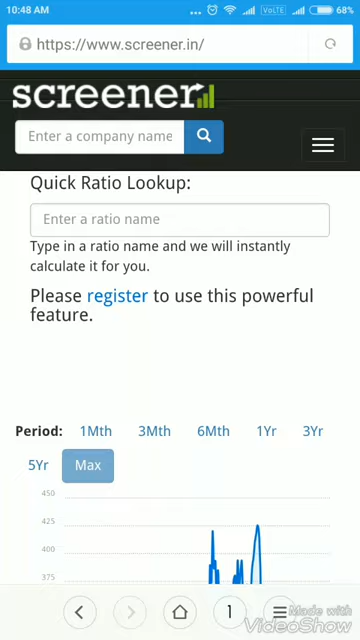 10:48 AM
... VoLTE 68%
https://www.screener.in/
screener
Enter a company name
Quick Ratio Lookup:
Enter a ratio name
Type in a ratio name and we will instantly
calculate it for you.
Please register to use this powerful
feature.
Period: 1Mth 3Mth 6Mth 1Yr 3Yr
5Yr Max
450
425
400
375
1
Made with
VideoShow